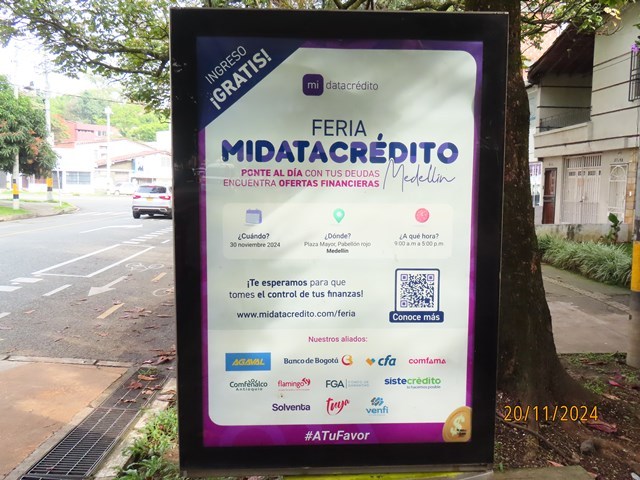 INGRESO
¡GRATIS!
mi datacrédito
FERIA
MIDATACRÉDITO
PONTE AL DÍA CON TUS DEUDAS
ENCUENTRA OFERTAS FINANCIERAS
Medellín
¿Cuándo?
30 noviembre 2024
¿Dónde?
Plaza Mayor, Pabellón rojo
Medellín
¿A qué hora?
9:00 a.m a 5:00 p.m
¡Te esperamos para que
tomes el control de tus finanzas!
www.midatacredito.com/feria
Conoce más
Nuestros aliados:
AGAVAL
Banco de Bogotá
cfa
comfama
Comfenalco
Antioquia
flamingo
FGA
sistecrédito
Solventa
Tuya
venfi
#ATuFavor
20/11/2024